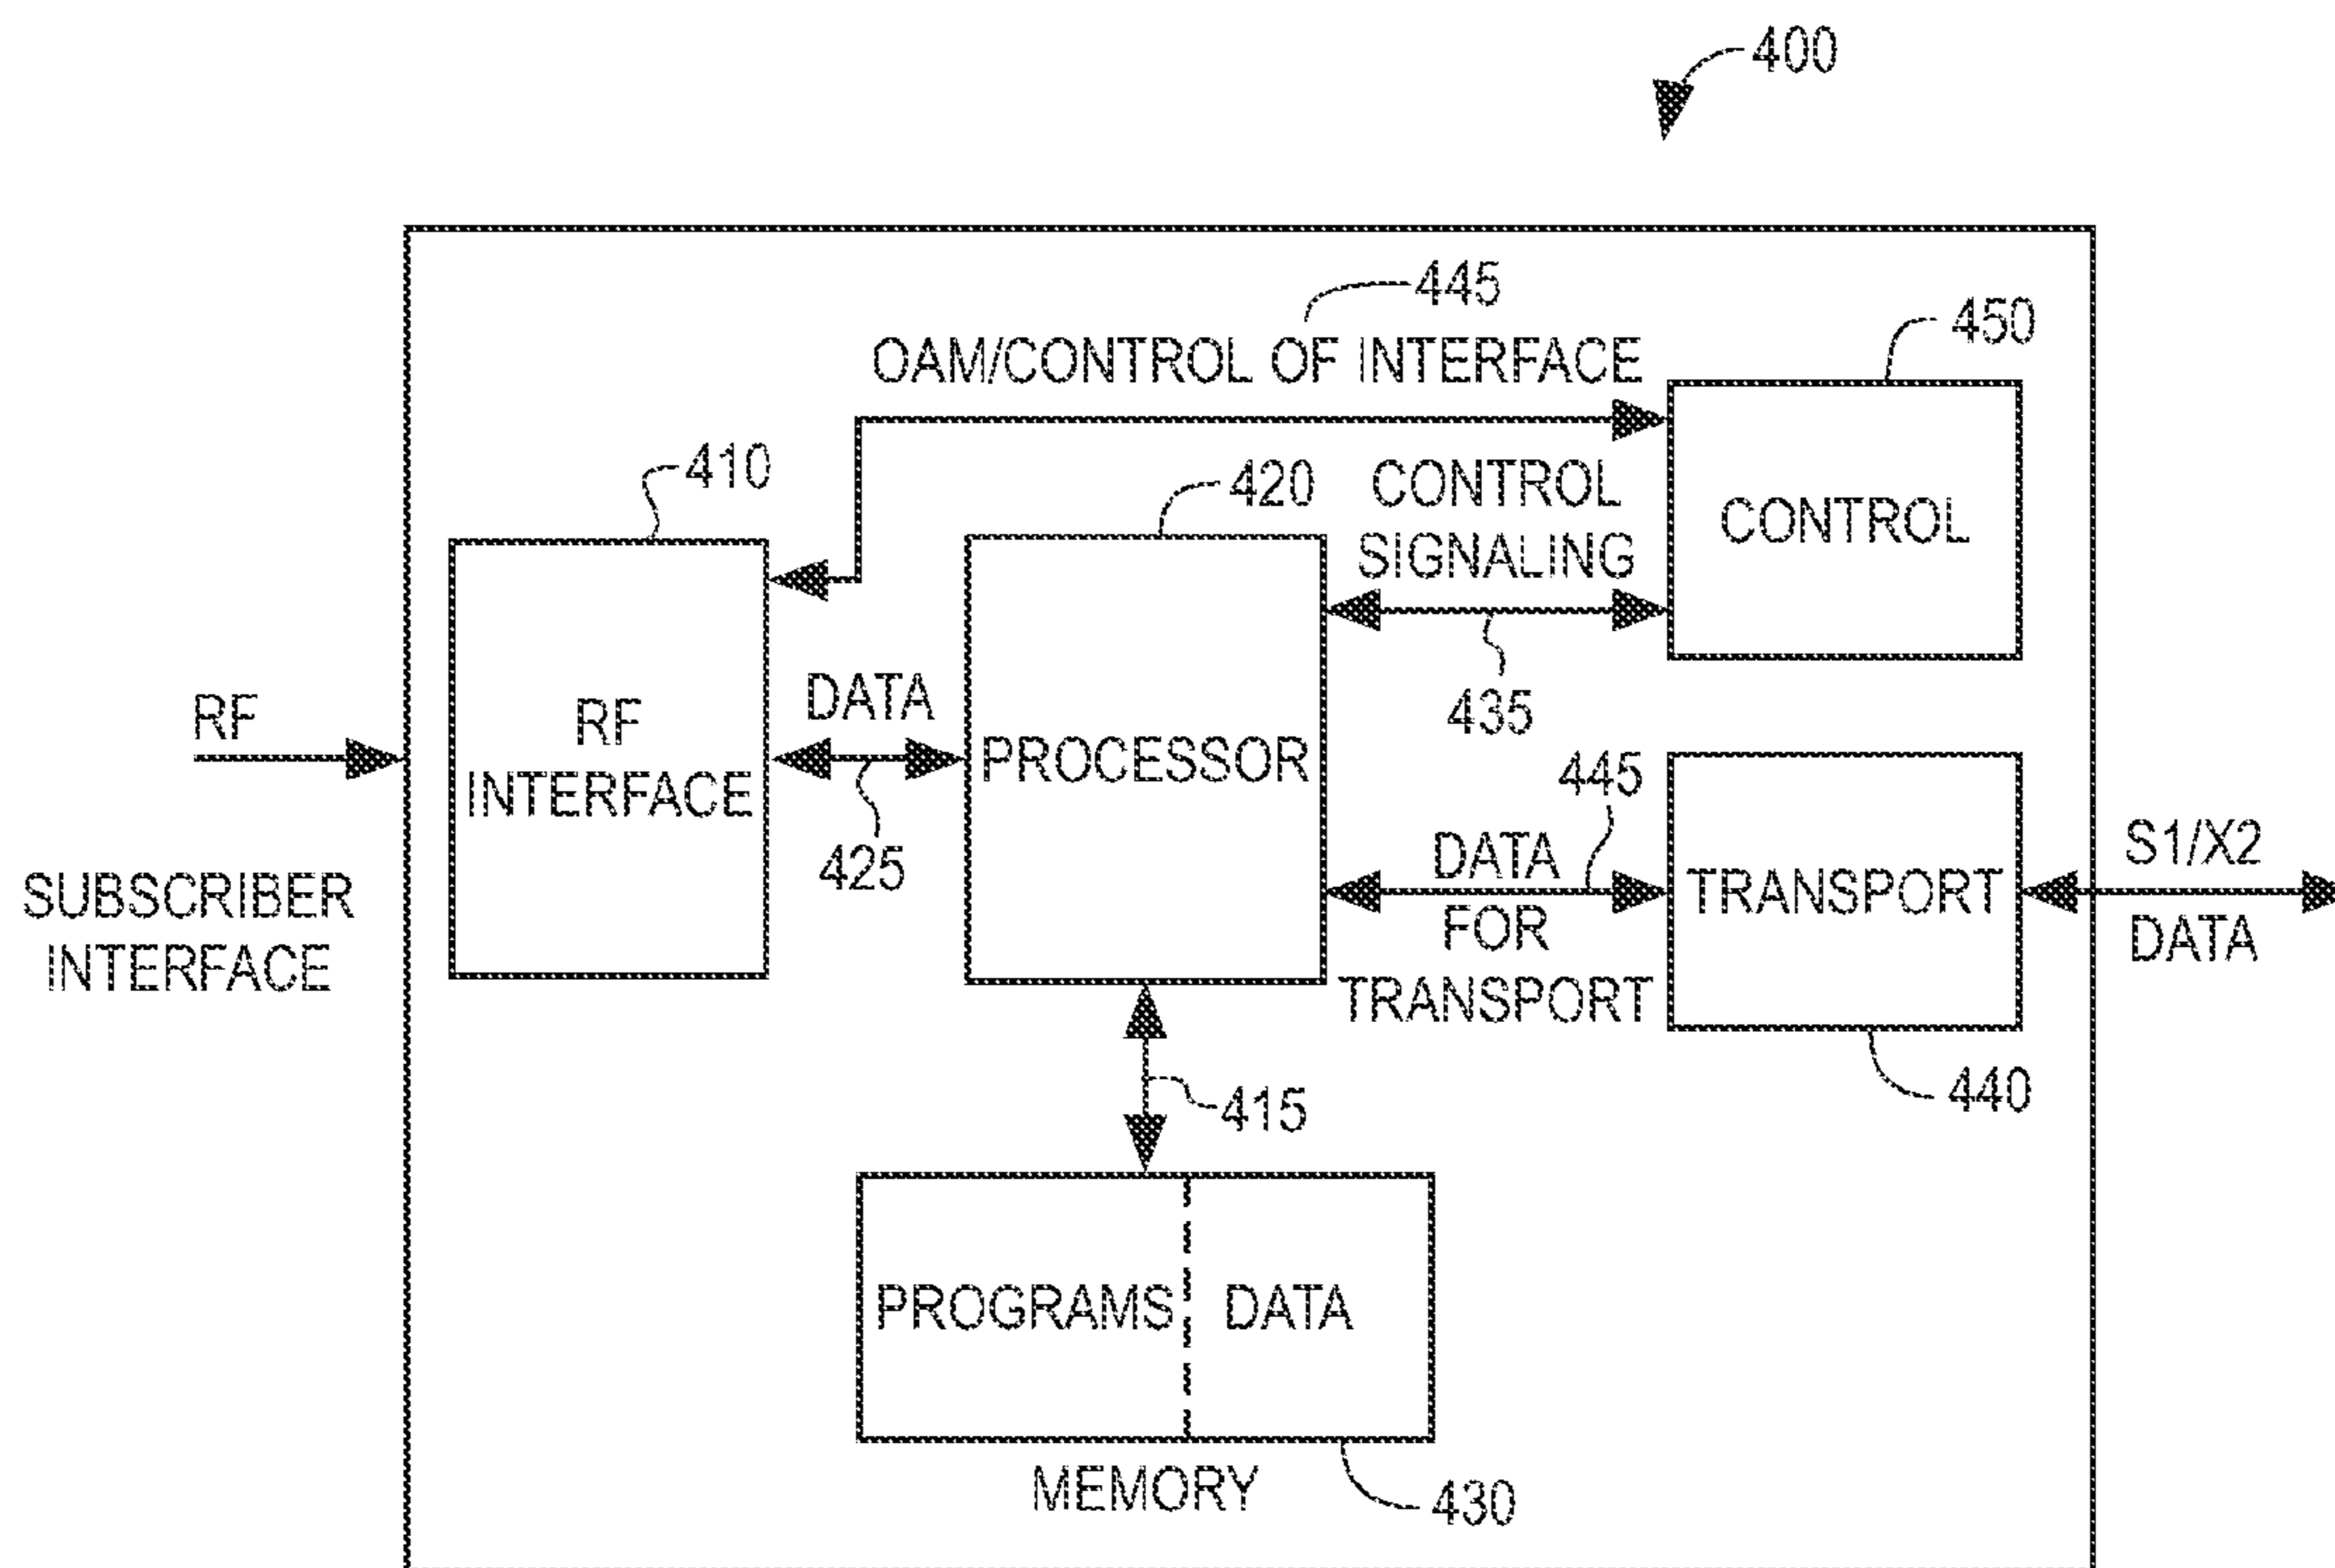 400
445
OAM/CONTROL OF INTERFACE
450
410
420
CONTROL
SIGNALING
CONTROL
435
RF
RF
INTERFACE
DATA
425
PROCESSOR
445
DATA
FOR
TRANSPORT
TRANSPORT
S1/X2
DATA
SUBSCRIBER
INTERFACE
440
415
PROGRAMS
DATA
MEMORY
430